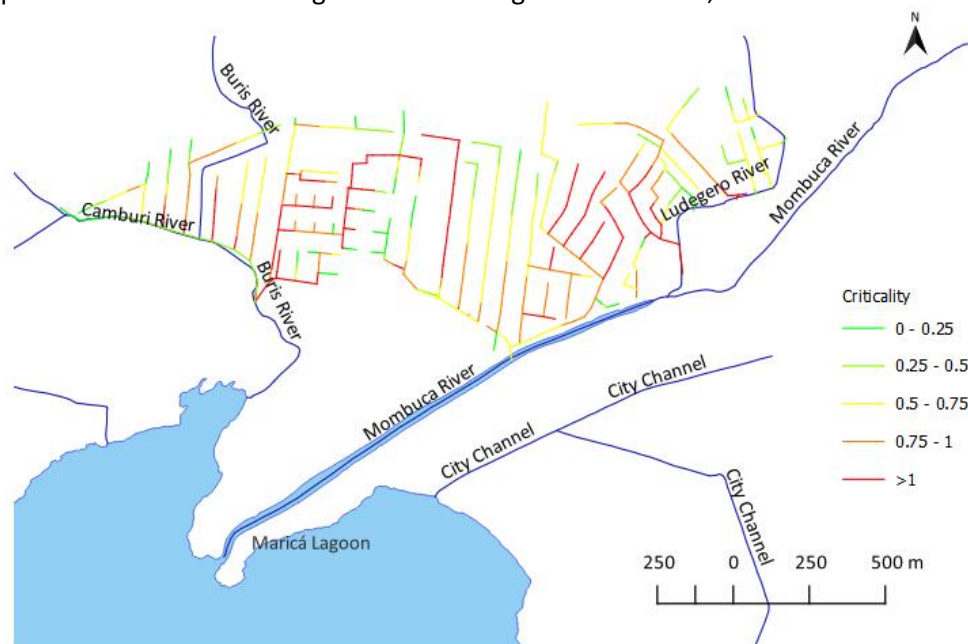 N
Buris River
Mombuca River
Ludegero River
Camburi River
Buris River
Criticality
0 - 0.25
0.25 - 0.5
0.5 - 0.75
0.75 - 1
>1
Mombuca River
City Channel
City Channel
City Channel
Maricá Lagoon
250 0 250 500 m